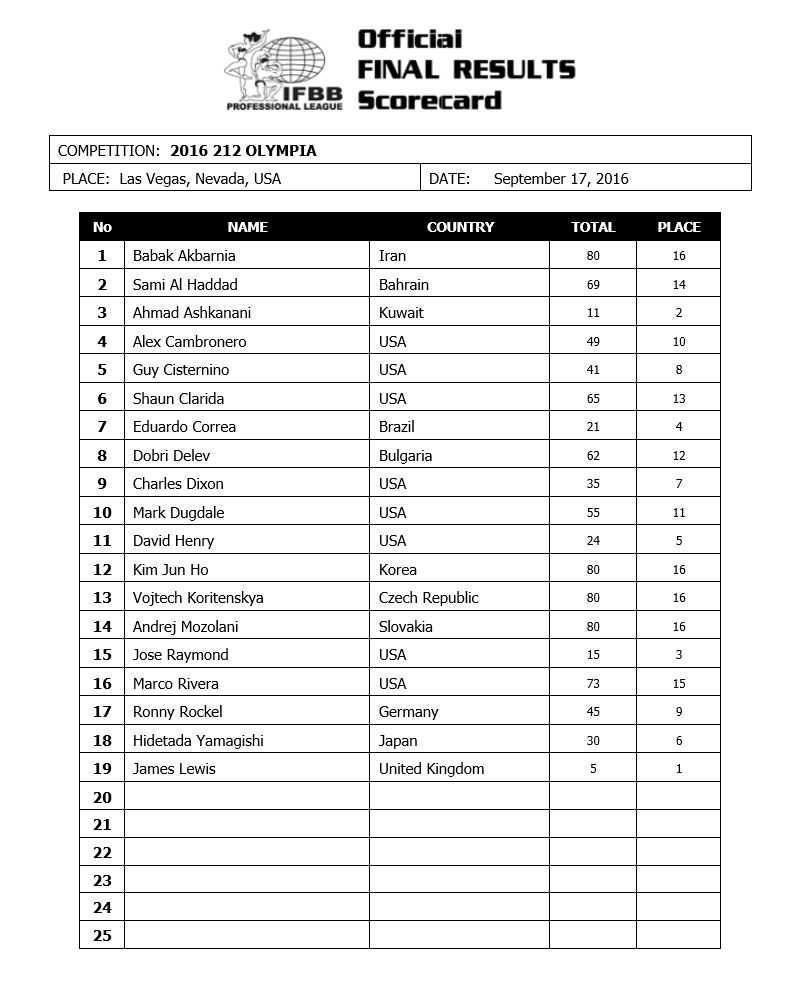 Official
FINAL RESULTS
IFBB
PROFESSIONAL LEAGUE
Scorecard
COMPETITION: 2016 212 OLYMPIA
PLACE: Las Vegas, Nevada, USA DATE: September 17, 2016
No NAME COUNTRY TOTAL PLACE
1 Babak Akbarnia Iran 80 16
2 Sami Al Haddad Bahrain 69 14
3 Ahmad Ashkanani Kuwait 11 2
4 Alex Cambronero USA 49 10
5 Guy Cisternino USA 41 8
6 Shaun Clarida USA 65 13
7 Eduardo Correa Brazil 21 4
8 Dobri Delev Bulgaria 62 12
9 Charles Dixon USA 35 7
10 Mark Dugdale USA 55 11
11 David Henry USA 24 5
12 Kim Jun Ho Korea 80 16
13 Vojtech Koritenskya Czech Republic 80 16
14 Andrej Mozolani Slovakia 80 16
15 Jose Raymond USA 15 3
16 Marco Rivera USA 73 15
17 Ronny Rockel Germany 45 9
18 Hidetada Yamagishi Japan 30 6
19 James Lewis United Kingdom 5 1
20
21
22
23
24
25